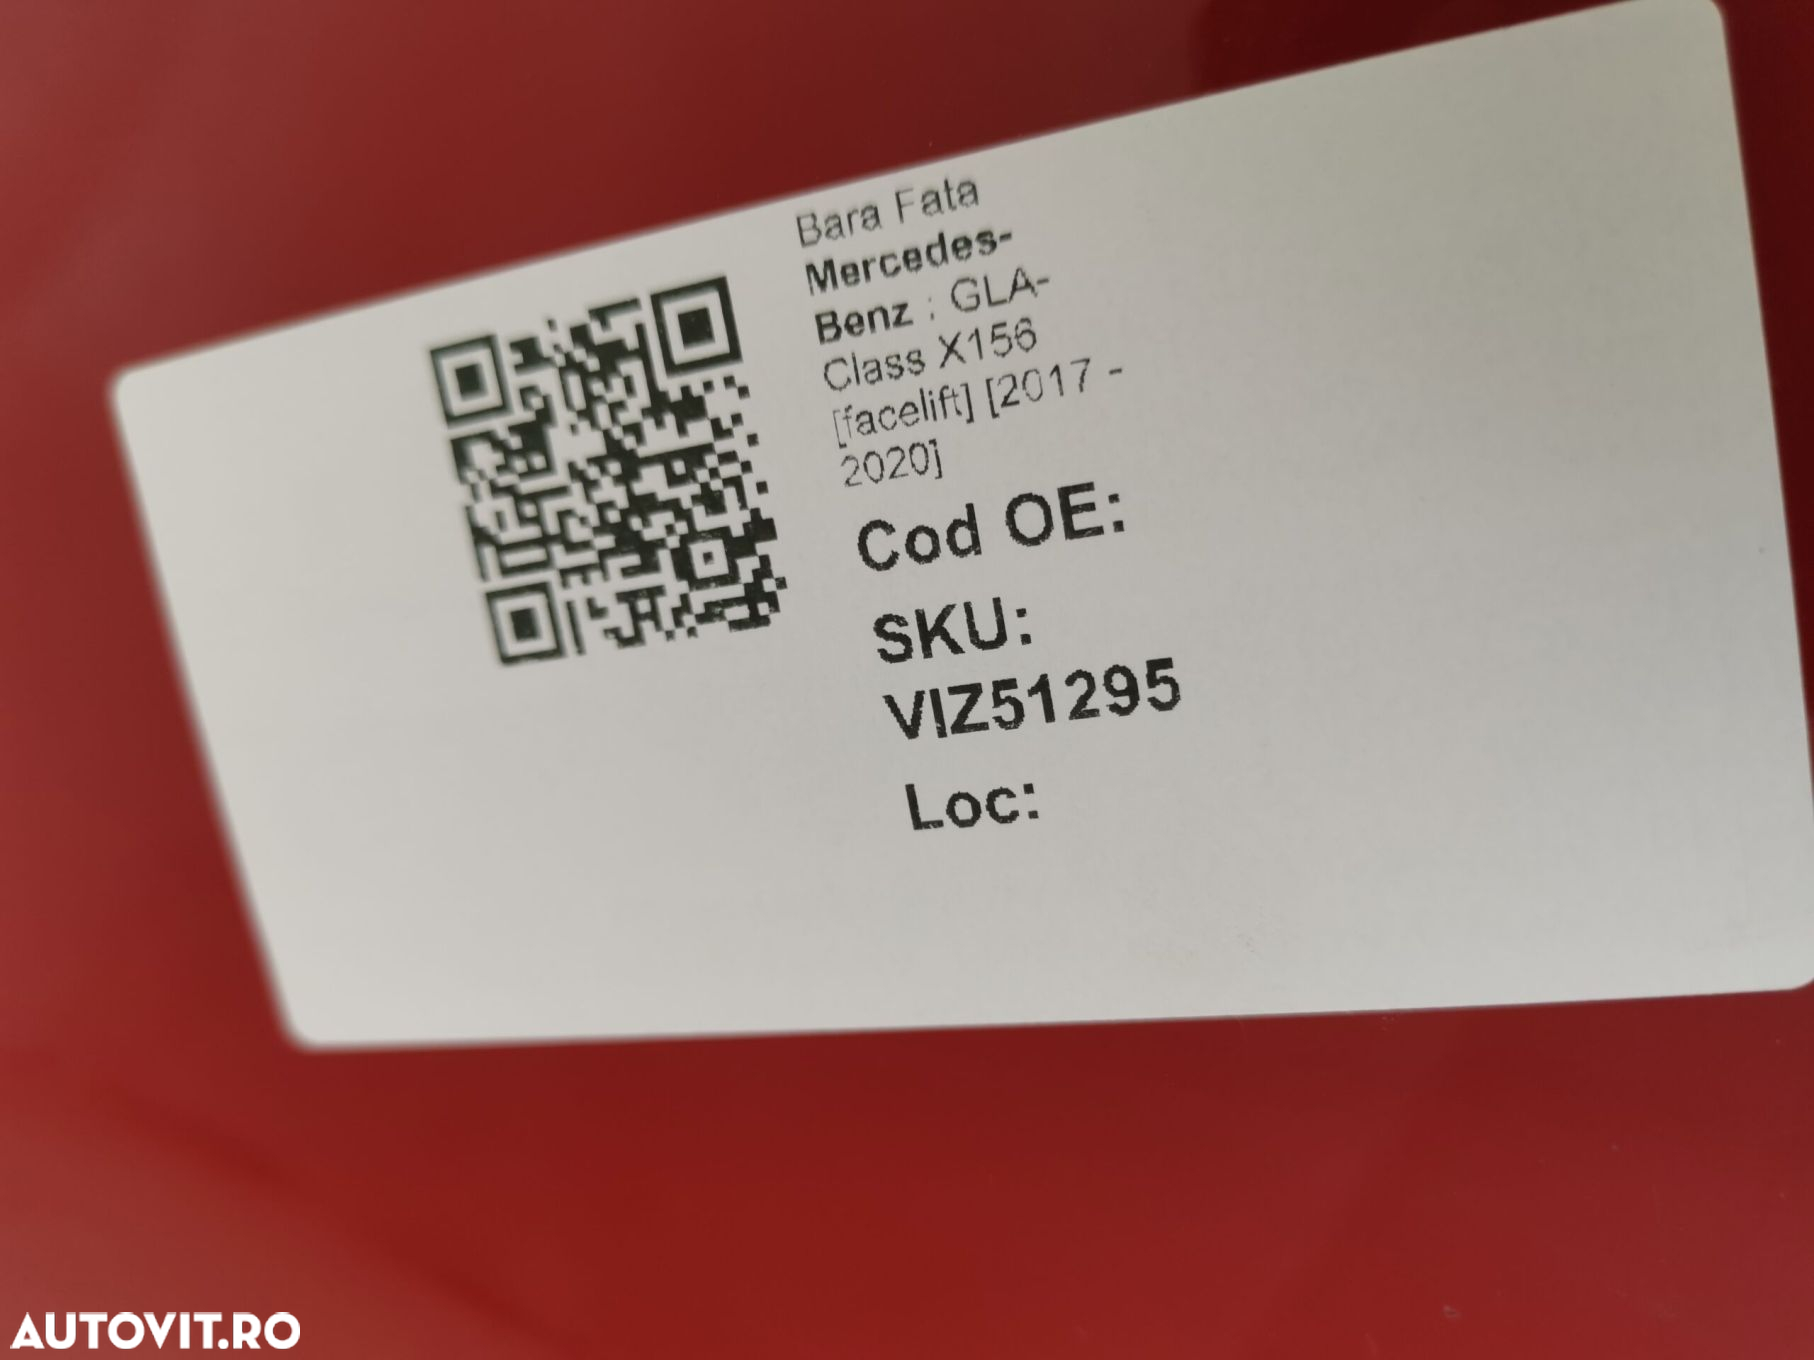 Bara Fata
Mercedes-
Benz : GLA-
Class X156
[facelift] [2017 -
2020]
Cod OE:
SKU:
VIZ51295
Loc:
AUTOVIT.RO